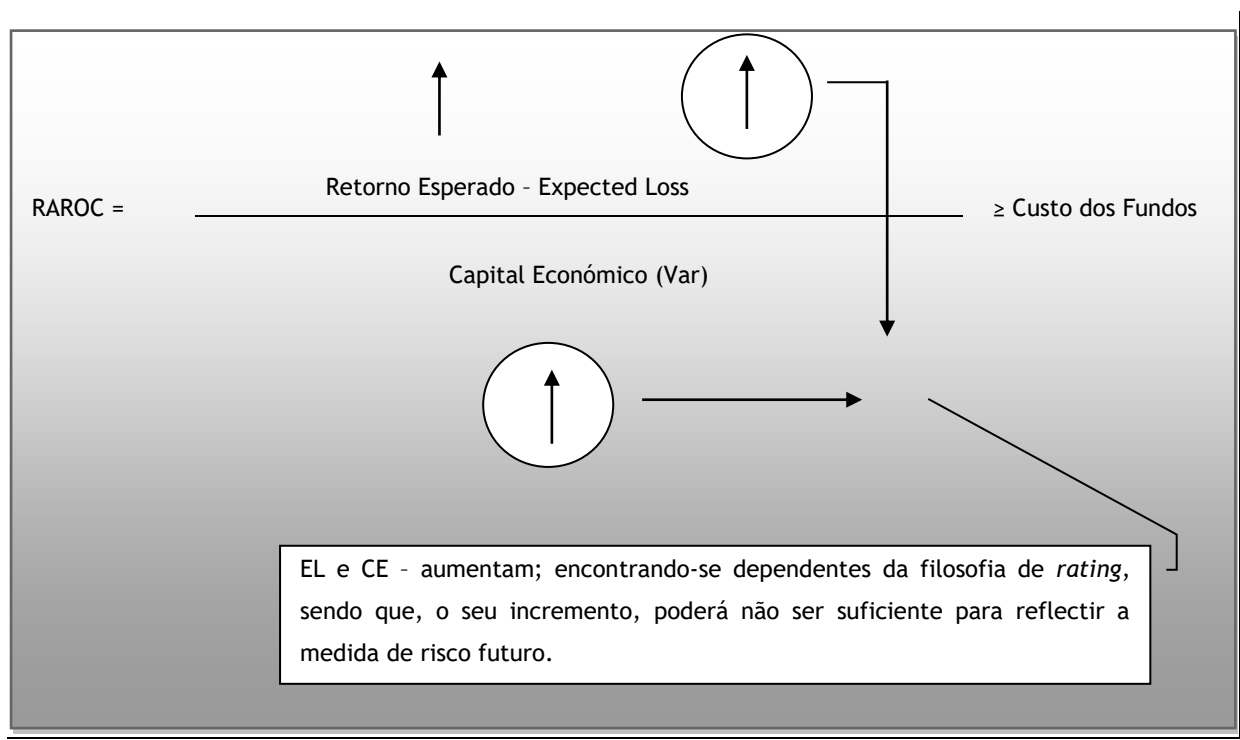 Retorno Esperado – Expected Loss
RAROC =
≥ Custo dos Fundos
Capital Económico (Var)
EL e CE – aumentam; encontrando-se dependentes da filosofia de rating,
sendo que, o seu incremento, poderá não ser suficiente para reflectir a
medida de risco futuro.